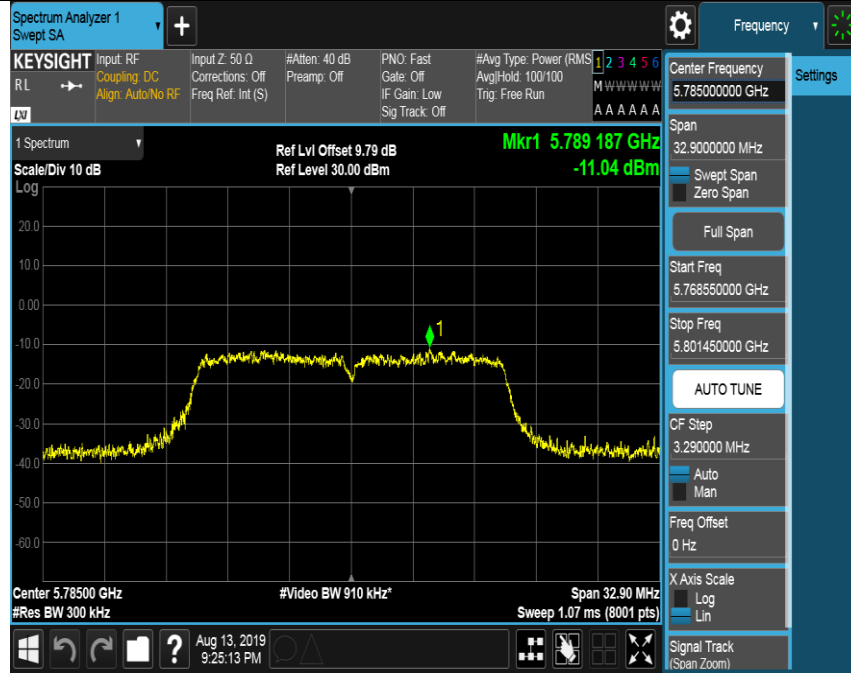 Spectrum Analyzer 1
Swept SA
+
Frequency
KEYSIGHT
RL
LXI
Input: RF
Coupling: DC
Align: Auto/No RF
Input Z: 50 Ω
Corrections: Off
Freq Ref: Int (S)
#Atten: 40 dB
Preamp: Off
PNO: Fast
Gate: Off
IF Gain: Low
Sig Track: Off
#Avg Type: Power (RMS
Avg|Hold: 100/100
Trig: Free Run
1 2 3 4 5 6
M W W W W W
A A A A A A
1 Spectrum
Scale/Div 10 dB
Log
Ref Lvl Offset 9.79 dB
Ref Level 30.00 dBm
Mkr1 5.789 187 GHz
-11.04 dBm
20.0
10.0
0.00
-10.0
-20.0
-30.0
-40.0
-50.0
-60.0
1
Center 5.78500 GHz
#Res BW 300 kHz
#Video BW 910 kHz*
Span 32.90 MHz
Sweep 1.07 ms (8001 pts)
?
Aug 13, 2019
9:25:13 PM
Center Frequency
5.785000000 GHz
Span
32.9000000 MHz
Swept Span
Zero Span
Full Span
Start Freq
5.768550000 GHz
Stop Freq
5.801450000 GHz
AUTO TUNE
CF Step
3.290000 MHz
Auto
Man
Freq Offset
0 Hz
X Axis Scale
Log
Lin
Signal Track
(Span Zoom)
Settings